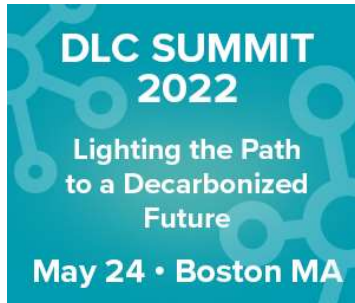 DLC SUMMIT
2022
Lighting the Path
to a Decarbonized
Future
May 24 • Boston MA